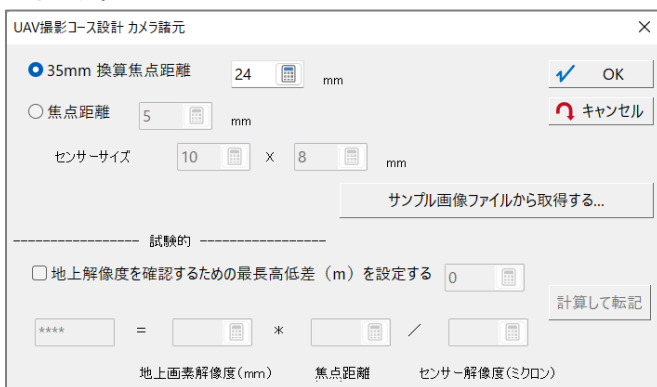 UAV撮影コース設計 カメラ諸元 ×
35mm 換算焦点距離 24 mm OK
焦点距離 5 mm キャンセル
センサーサイズ 10 X 8 mm
サンプル画像ファイルから取得する...
----------------- 試験的 -----------------
地上解像度を確認するための最長高低差（m）を設定する 0
計算して転記
**** = * /
地上画素解像度(mm) 焦点距離 センサー解像度(ミクロン)